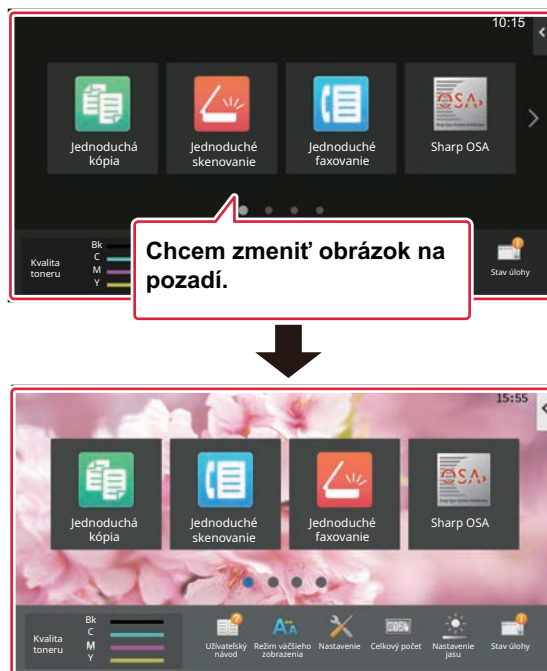 10:15
Jednoduchá
kópia
Jednoduché
skenovanie
Jednoduché
faxovanie
OSA
Sharp OSA
Kvalita
toneru
Bk
C
M
Y
Chcem zmeniť obrázok na
pozadí.
Stav úlohy
15:55
Jednoduchá
kópia
Jednoduché
skenovanie
Jednoduché
faxovanie
OSA
Sharp OSA
Kvalita
toneru
Bk
C
M
Y
Užívateľský
návod
Režim väčšieho
zobrazenia
Nastavenie
Celkový počet
Nastavenie
jasu
Stav úlohy